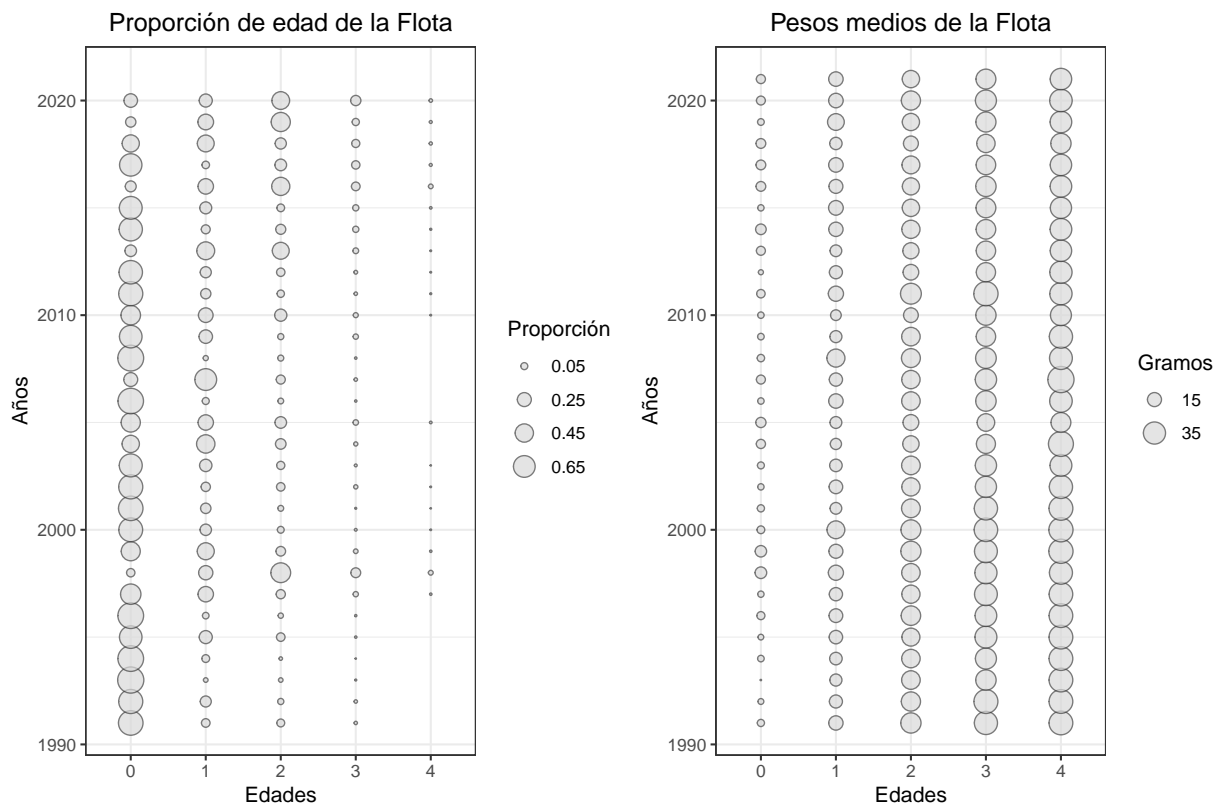 Proporción de edad de la Flota
2020
2010
2000
1990
Años
0 1 2 3 4
Edades
Proporción
0.05
0.25
0.45
0.65
Pesos medios de la Flota
2020
2010
2000
1990
Años
0 1 2 3 4
Edades
Gramos
15
35